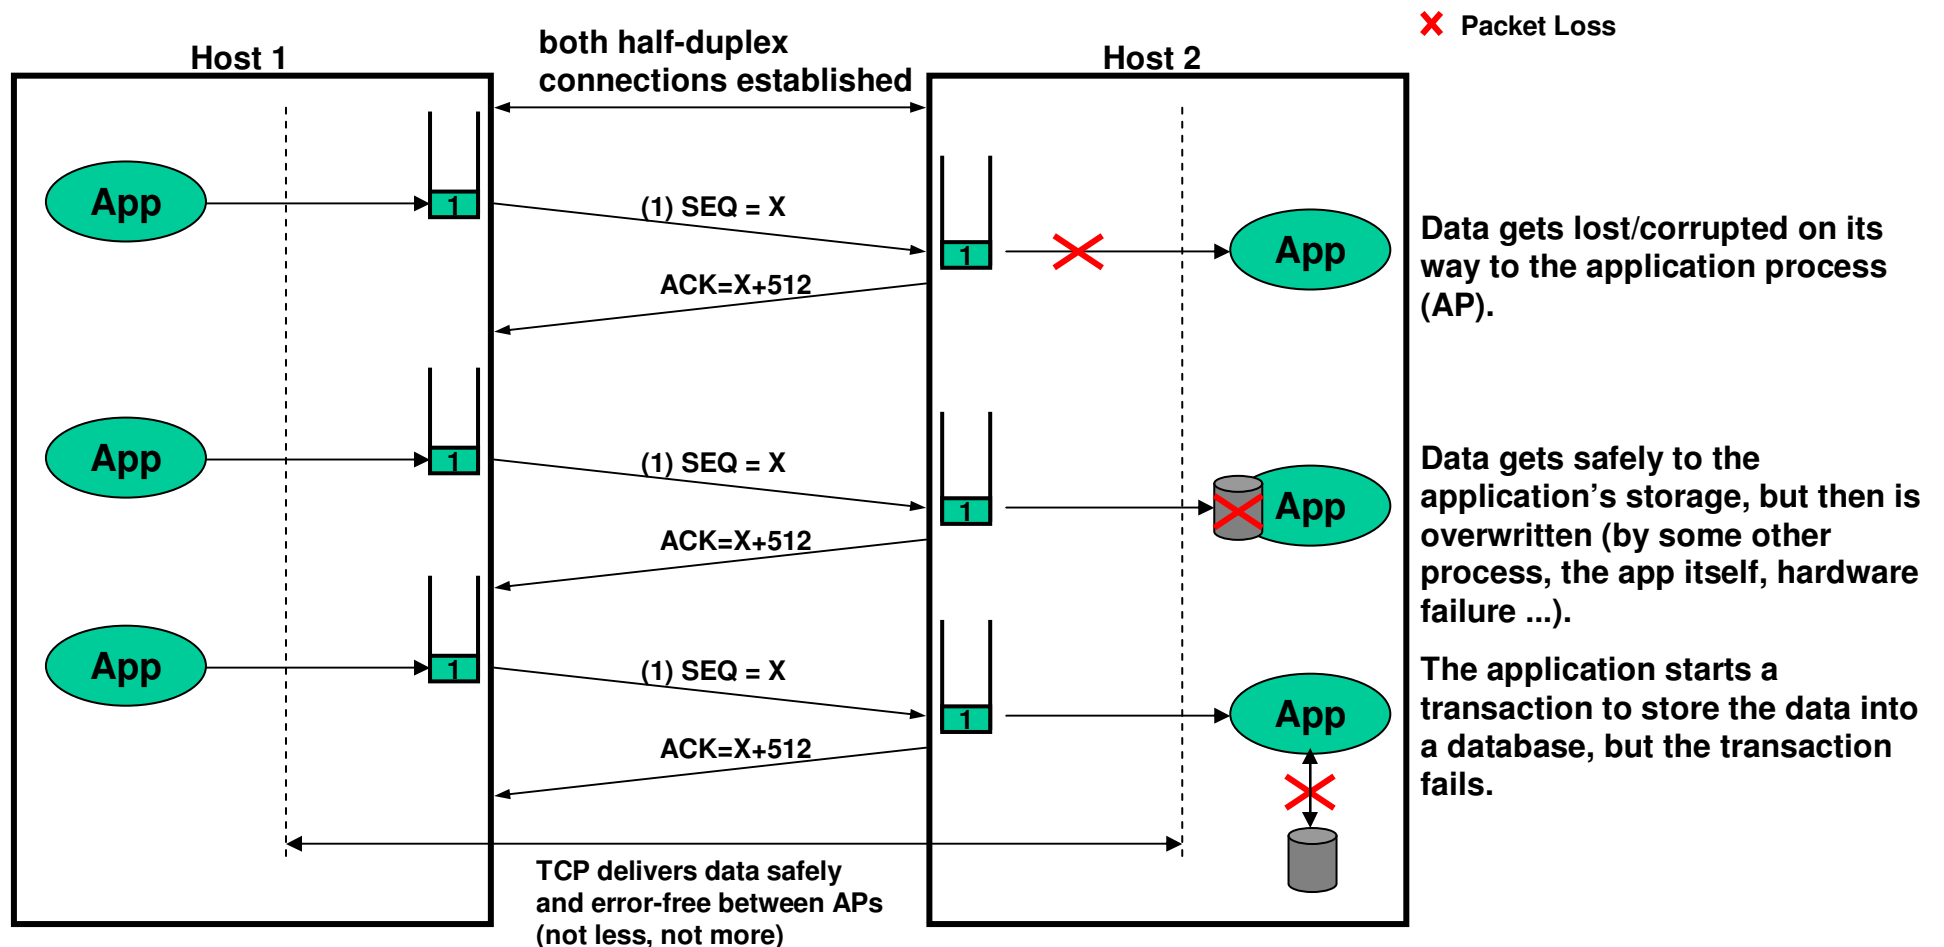 Packet Loss
Host 1
both half-duplex
connections established
Host 2
App
1
(1) SEQ = X
1
App
ACK=X+512
Data gets lost/corrupted on its
way to the application process
(AP).
App
1
(1) SEQ = X
1
App
ACK=X+512
Data gets safely to the
application’s storage, but then is
overwritten (by some other
process, the app itself, hardware
failure ...).
App
1
(1) SEQ = X
1
App
ACK=X+512
The application starts a
transaction to store the data into
a database, but the transaction
fails.
TCP delivers data safely
and error-free between APs
(not less, not more)